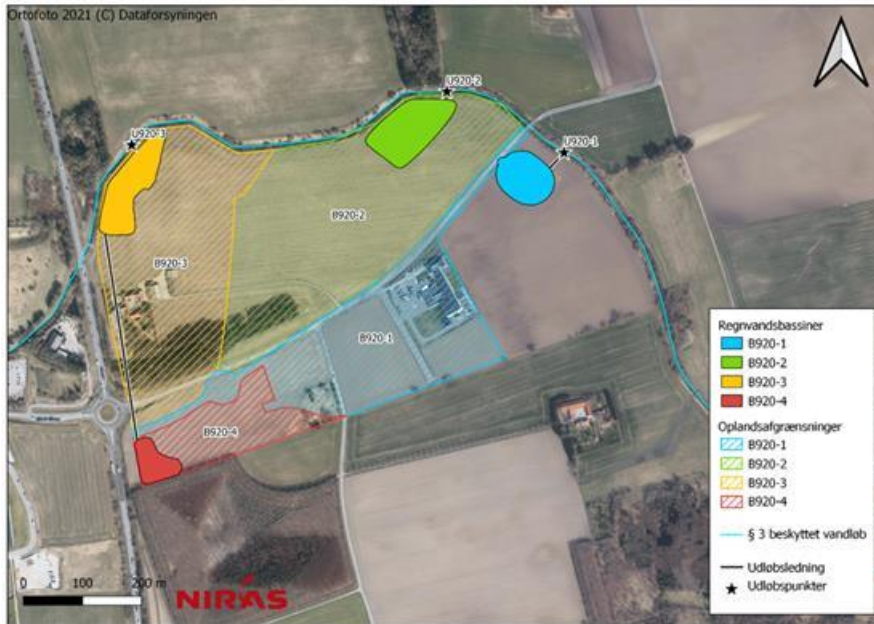 Ortofoto 2021 (C) Dataforsyningen
U920-2
U920-3
U920-1
B920-2
B920-3
B920-1
B920-4
Regnvandsbassiner
B920-1
B920-2
B920-3
B920-4
Oplandsafgrænsninger
B920-1
B920-2
B920-3
B920-4
§ 3 beskyttet vandløb
Udløbsledning
Udløbspunkter
0 100 200 m
NIRAS